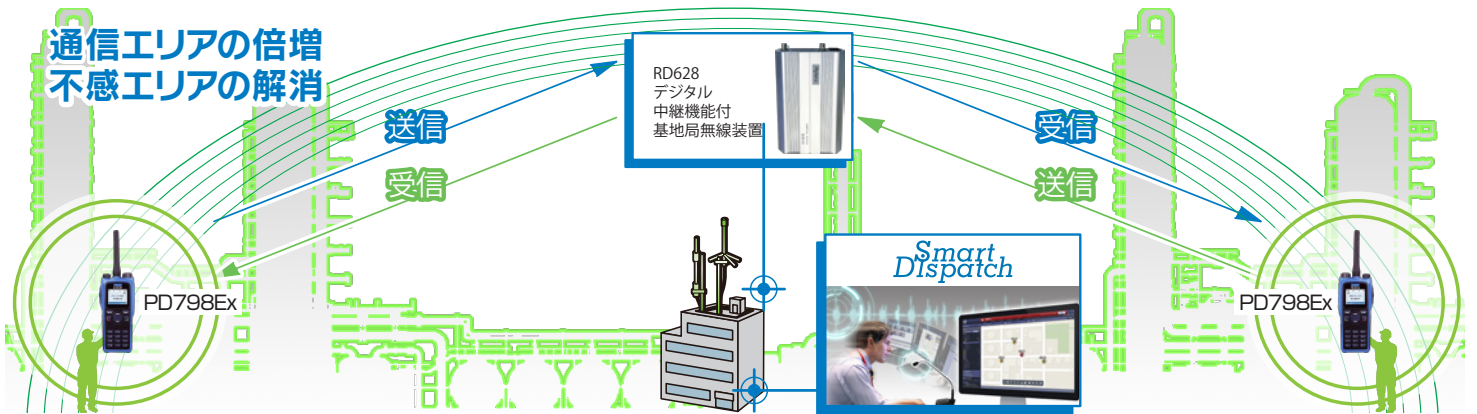 通信エリアの倍増
不感エリアの解消
RD628
デジタル
中継機能付
基地局無線装置
送信
受信
受信
送信
PD798Ex
Smart
Dispatch
PD798Ex